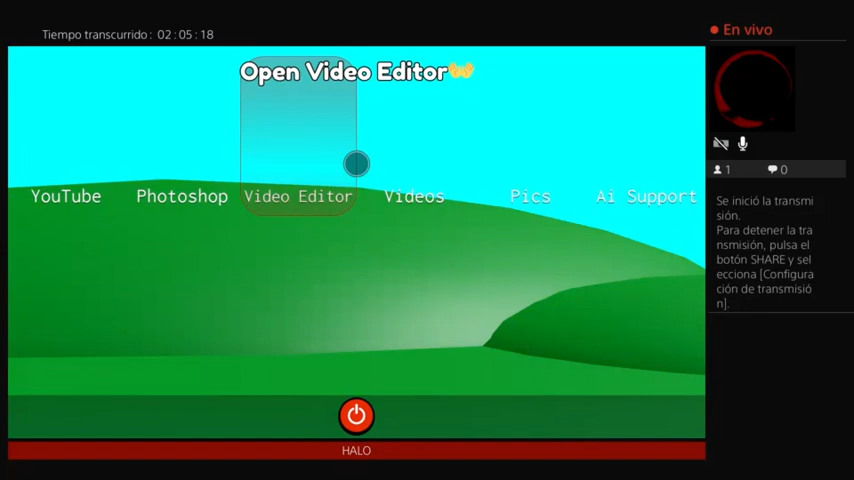 Tiempo transcurrido: 02:05:18
En vivo
Open Video Editor👐
YouTube
Photoshop
Video Editor
Videos
Pics
Ai Support
1
0
Se inició la transmi
sión.
Para detener la tra
nsmisión, pulsa el
botón SHARE y sel
ecciona [Configura
ción de transmisió
n].
HALO